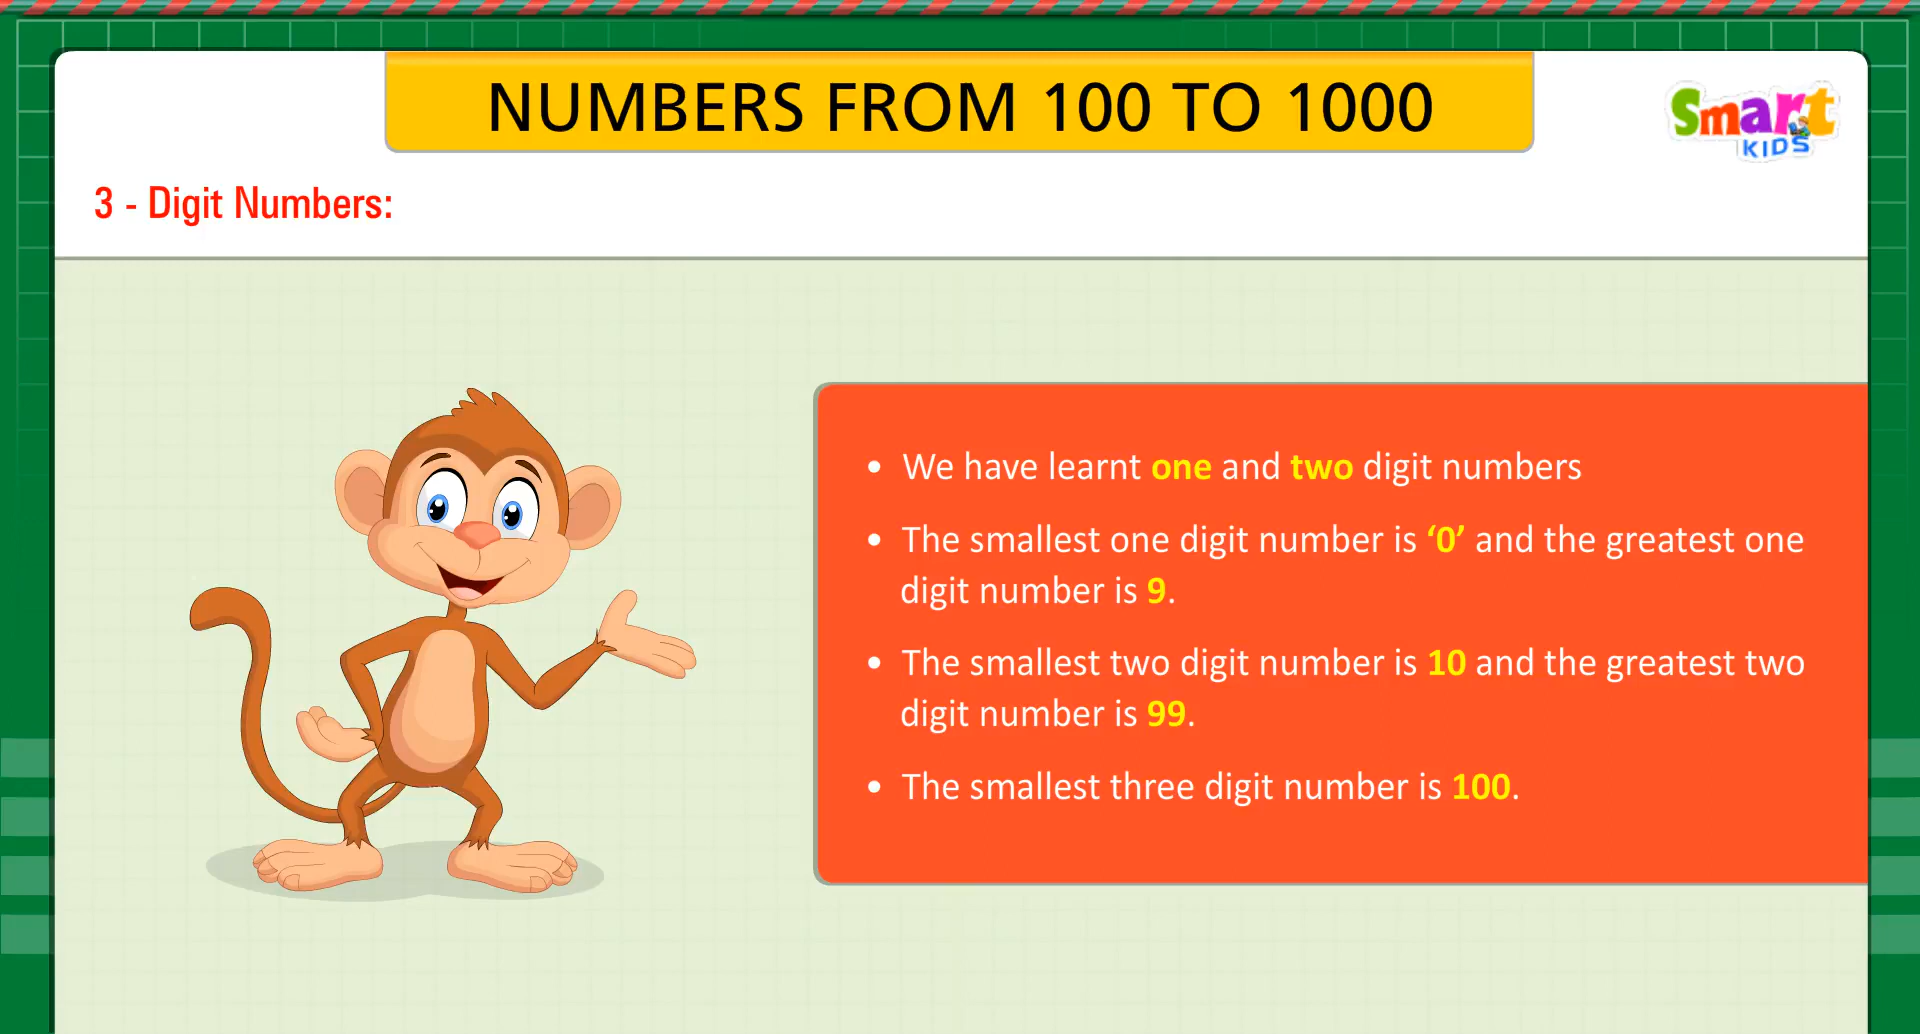 NUMBERS FROM 100 TO 1000
Smart
KIDS
3 - Digit Numbers:
• We have learnt one and two digit numbers
• The smallest one digit number is ‘0’ and the greatest one
digit number is 9.
• The smallest two digit number is 10 and the greatest two
digit number is 99.
• The smallest three digit number is 100.